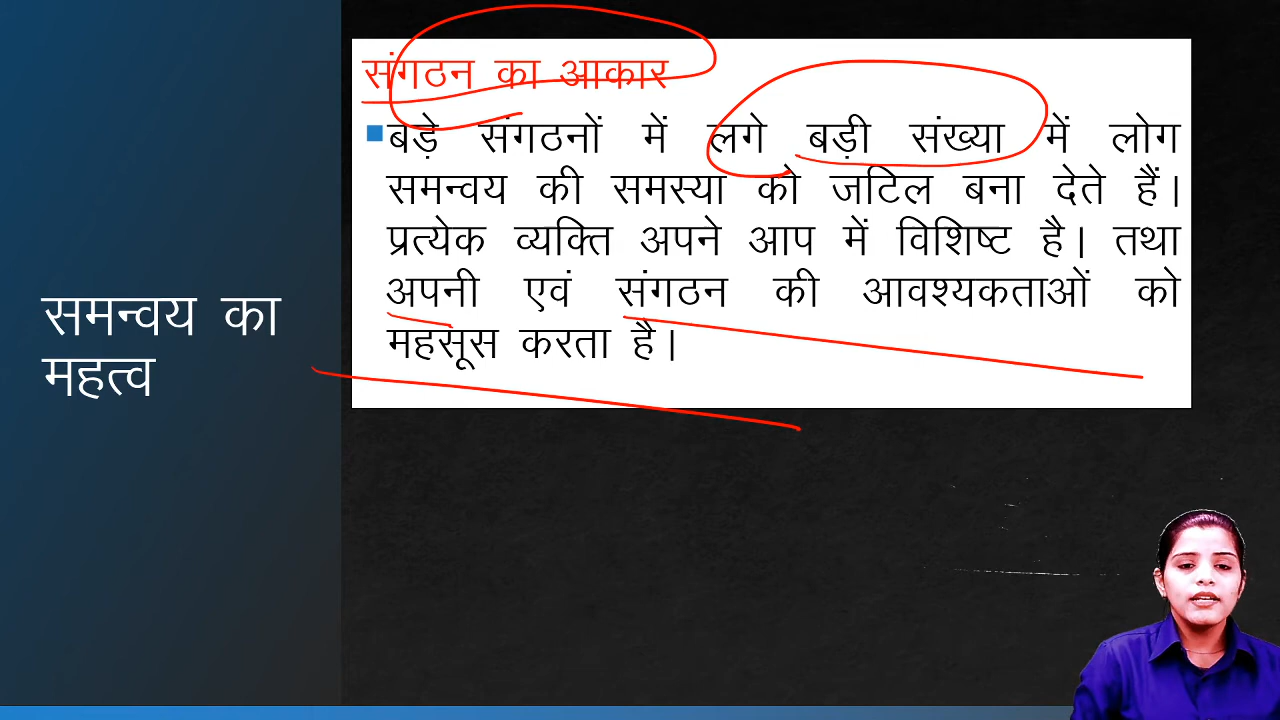 समन्वय का
महत्व
संगठन का आकार
बड़े संगठनों में लगे बड़ी संख्या में लोग
समन्वय की समस्या को जटिल बना देते हैं।
प्रत्येक व्यक्ति अपने आप में विशिष्ट है। तथा
अपनी एवं संगठन की आवश्यकताओं को
महसूस करता है।